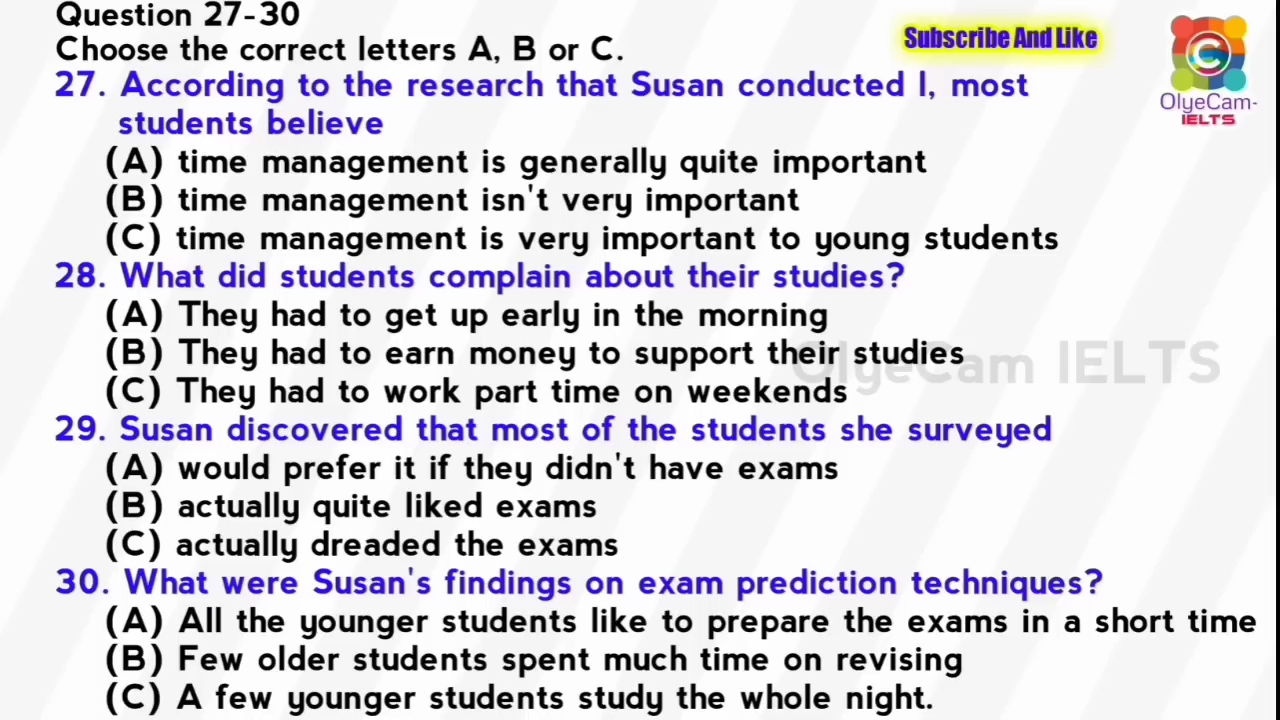 Question 27-30
Subscribe And Like
Choose the correct letters A, B or C.
27. According to the research that Susan conducted I, most
students believe
OlyeCam-
IELTS
(A) time management is generally quite important
(B) time management isn't very important
(C) time management is very important to young students
28. What did students complain about their studies?
(A) They had to get up early in the morning
(B) They had to earn money to support their studies
OlyeCam IELTS
(C) They had to work part time on weekends
29. Susan discovered that most of the students she surveyed
(A) would prefer it if they didn't have exams
(B) actually quite liked exams
(C) actually dreaded the exams
30. What were Susan's findings on exam prediction techniques?
(A) All the younger students like to prepare the exams in a short time
(B) Few older students spent much time on revising
(C) A few younger students study the whole night.